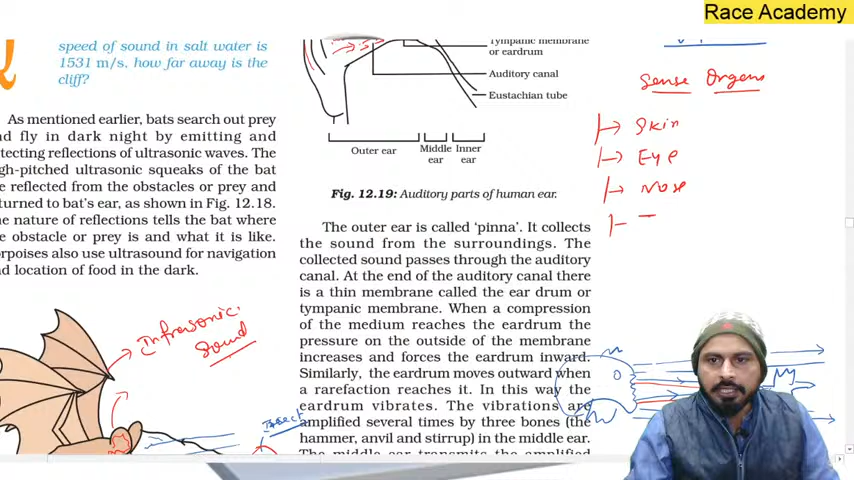 Race Academy
speed of sound in salt water is
1531 m/s. how far away is the
cliff?
As mentioned earlier, bats search out prey
nd fly in dark night by emitting and
tecting reflections of ultrasonic waves. The
gh-pitched ultrasonic squeaks of the bat
e reflected from the obstacles or prey and
turned to bat's ear, as shown in Fig. 12.18.
he nature of reflections tells the bat where
e obstacle or prey is and what it is like.
orpoises also use ultrasound for navigation
nd location of food in the dark.
Infrasonic
Sound
Insect
Tympanic membrane
or eardrum
Auditory canal
Eustachian tube
Outer ear
Middle
ear
Inner
ear
Fig. 12.19: Auditory parts of human ear.
The outer ear is called 'pinna'. It collects
the sound from the surroundings. The
collected sound passes through the auditory
canal. At the end of the auditory canal there
is a thin membrane called the ear drum or
tympanic membrane. When a compression
of the medium reaches the eardrum the
pressure on the outside of the membrane
increases and forces the eardrum inward.
Similarly, the eardrum moves outward when
a rarefaction reaches it. In this way the
eardrum vibrates. The vibrations are
amplified several times by three bones (the
hammer, anvil and stirrup) in the middle ear.
The middle ear transmits the amplified
Sense Organs
Skin
Eye
Nose